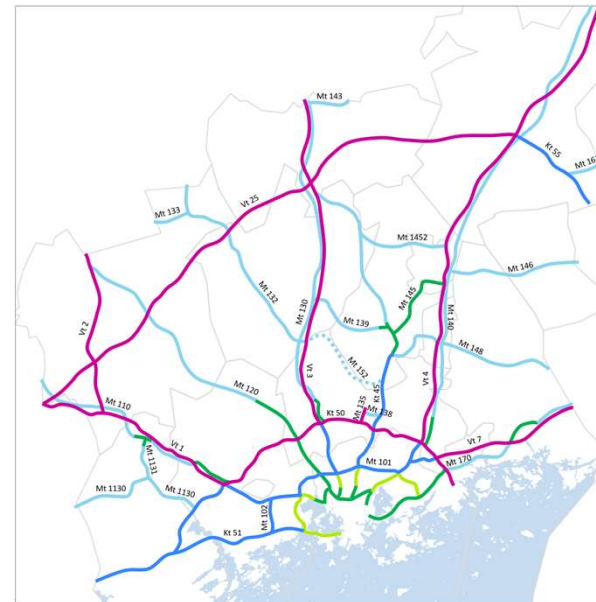 Mt 143
Kt 55
Mt 133
Vt 25
Mt 1452
Mt 146
Mt 145
Mt 132
Mt 130
Mt 139
Mt 140
Vt 2
Mt 152
Mt 148
Vt 3
Kt 45
Vt 4
Mt 120
Mt 135
Mt 138
Mt 110
Kt 50
Vt 1
Vt 7
Mt 101
Mt 170
Mt 1131
Mt 1130
Mt 1130
Mt 102
Kt 51